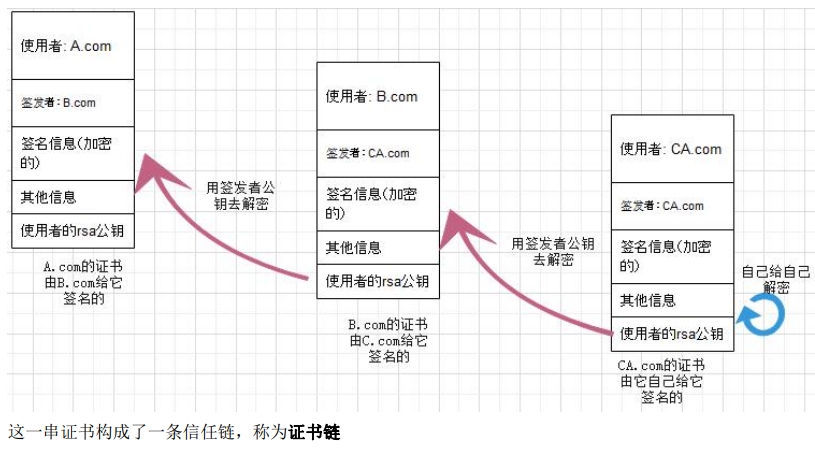 使用者: A.com
签发者:B.com
签名信息(加密
的)
其他信息
使用者的rsa公钥
A.com的证书
由B.com给它
签名的
用签发者公
钥去解密
使用者: B.com
签发者:CA.com
签名信息(加密
的)
其他信息
使用者的rsa公钥
B.com的证书
由C.com给它
签名的
用签发者公钥
去解密
使用者: CA.com
签发者:CA.com
签名信息(加密
的)
其他信息
使用者的rsa公钥
CA.com的证书
由它自己给它
签名的
自己给自己
解密
这一串证书构成了一条信任链，称为证书链